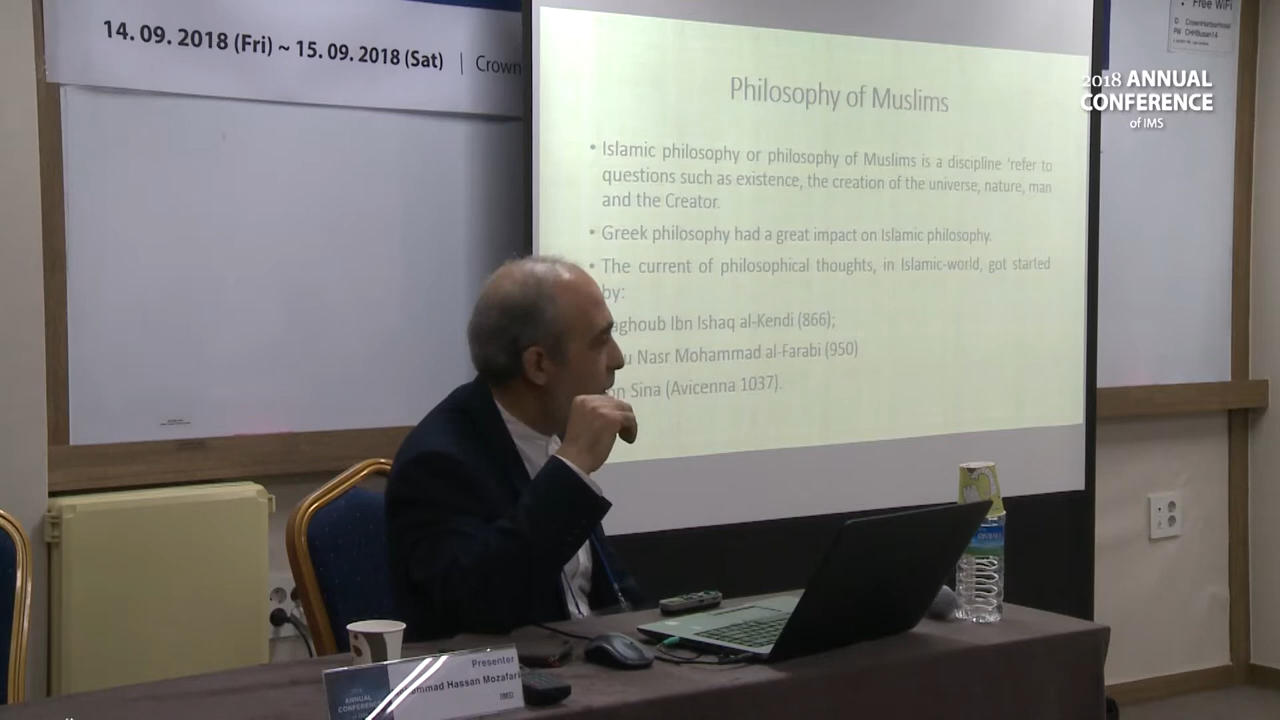 14. 09. 2018 (Fri) ~ 15. 09. 2018 (Sat) | Crown
Free WiFi
2018 ANNUAL
CONFERENCE
of IMS
Philosophy of Muslims
• Islamic philosophy or philosophy of Muslims is a discipline 'refer to
questions such as existence, the creation of the universe, nature, man
and the Creator.
• Greek philosophy had a great impact on Islamic philosophy.
• The current of philosophical thoughts, in Islamic-world, got started
by:
aghoub Ibn Ishaq al-Kendi (866);
u Nasr Mohammad al-Farabi (950)
n Sina (Avicenna 1037).
Presenter
ammad Hassan Mozafari
ANNUAL